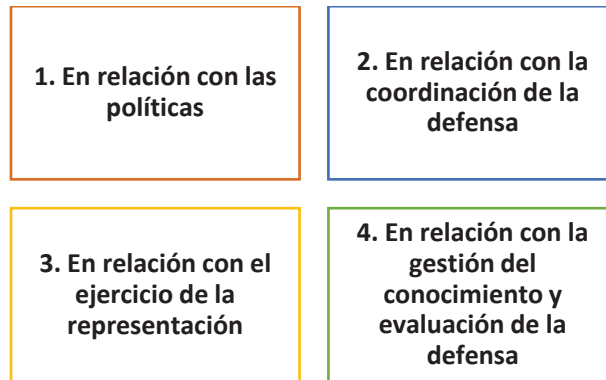 1. En relación con las
políticas
2. En relación con la
coordinación de la
defensa
3. En relación con el
ejercicio de la
representación
4. En relación con la
gestión del
conocimiento y
evaluación de la
defensa